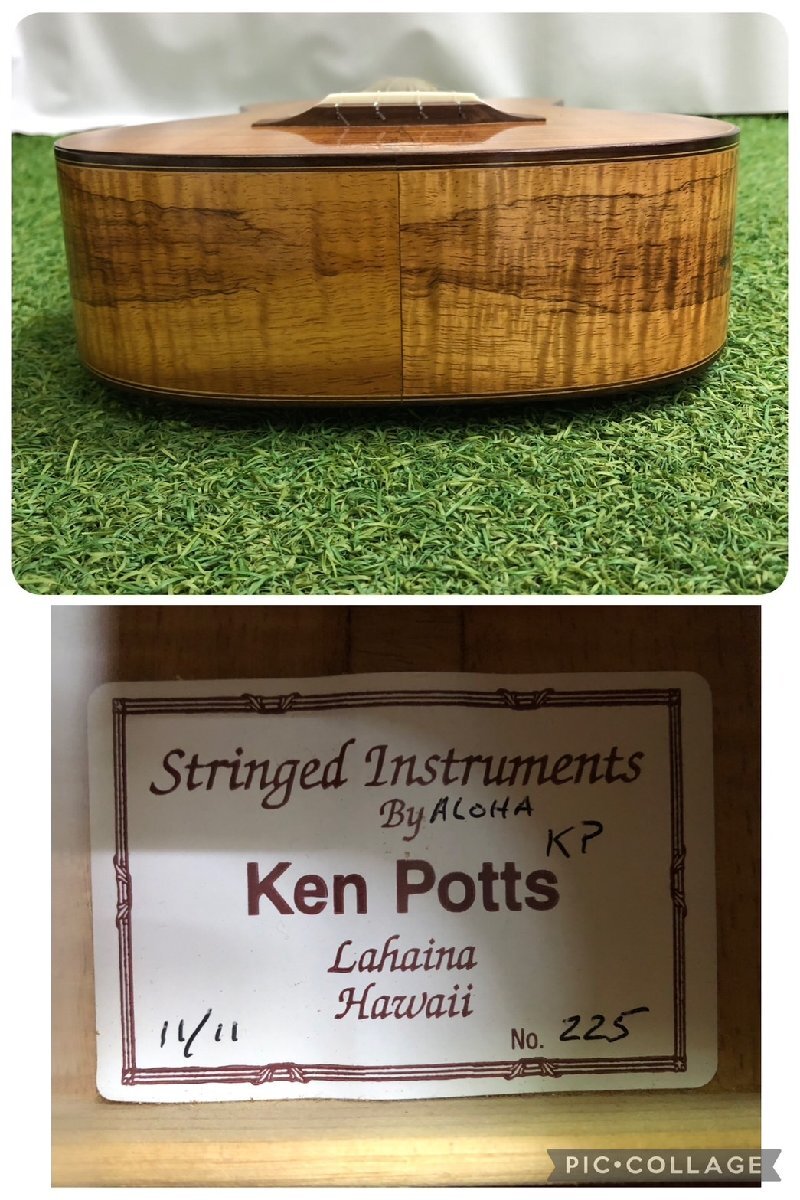 Stringed Instruments
By ALOHA
KP
Ken Potts
Lahaina
Hawaii
11/11
No. 225
PIC•COLLAGE